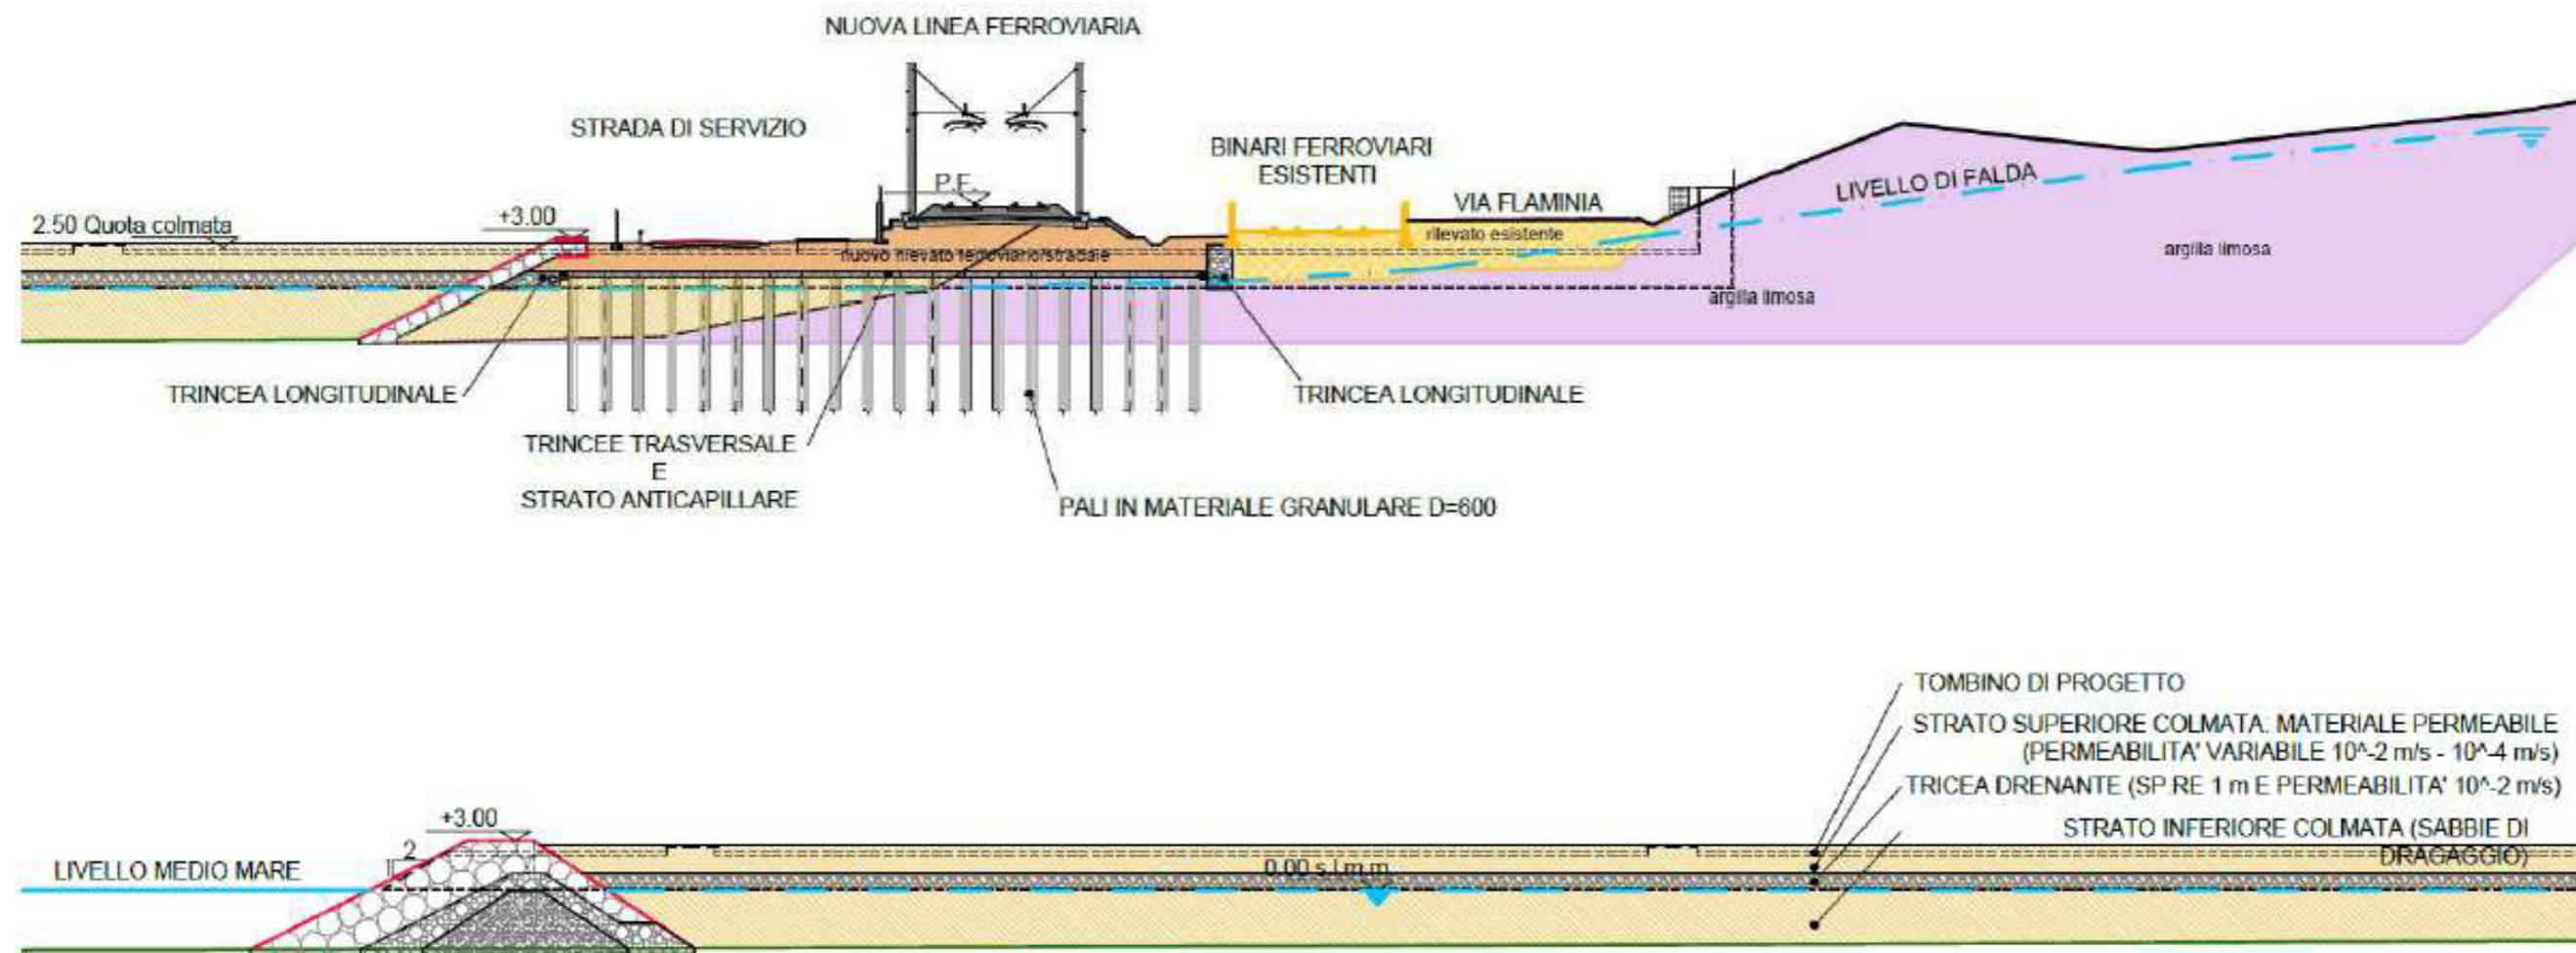 NUOVA LINEA FERROVIARIA
STRADA DI SERVIZIO
BINARI FERROVIARI
ESISTENTI
P.F.
VIA FLAMINIA
LIVELLO DI FALDA
2.50 Quota colmata
+3.00
rilevato esistente
nuovo rilevato ferroviario/stradale
argilla limosa
argilla limosa
TRINCEA LONGITUDINALE
TRINCEA LONGITUDINALE
TRINCEE TRASVERSALE
E
STRATO ANTICAPILLARE
PALI IN MATERIALE GRANULARE D=600
TOMBINO DI PROGETTO
STRATO SUPERIORE COLMATA. MATERIALE PERMEABILE
(PERMEABILITA' VARIABILE 10^-2 m/s - 10^-4 m/s)
TRICEA DRENANTE (SP.RE 1 m E PERMEABILITA' 10^-2 m/s)
STRATO INFERIORE COLMATA (SABBIE DI
DRAGAGGIO)
+3.00
2
1
LIVELLO MEDIO MARE
0.00 s.l.m.m.